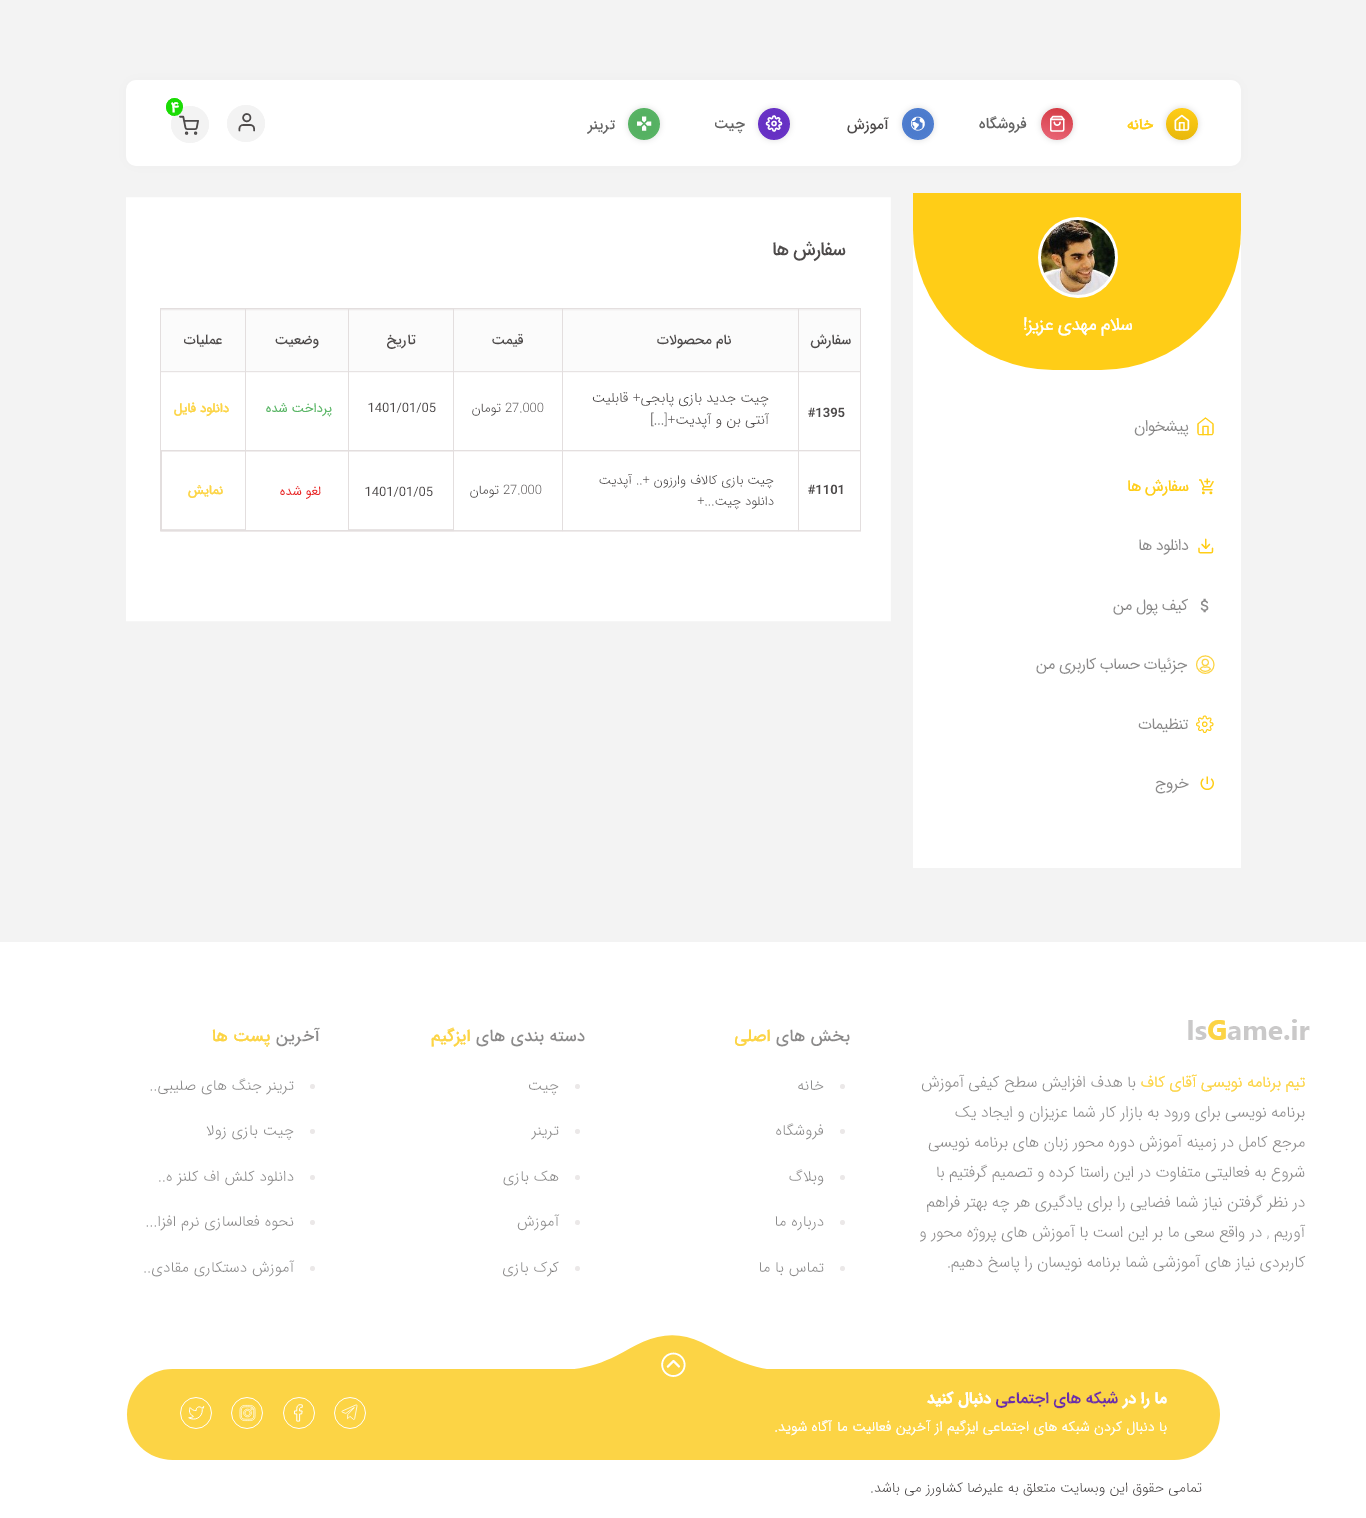 خانه
فروشگاه
آموزش
چیت
ترینر
۴
سلام مهدی عزیز!
پیشخوان
سفارش ها
دانلود ها
$ کیف پول من
جزئیات حساب کاربری من
تنظیمات
خروج
سفارش ها
سفارش نام محصولات قیمت تاریخ وضعیت عملیات
#1395 چیت جدید بازی پابجی+ قابلیت
آنتی بن و آپدیت+[...] 27.000 تومان 1401/01/05 پرداخت شده دانلود فایل
#1101 چیت بازی کالاف وارزون +.. آپدیت
دانلود چیت...+ 27.000 تومان 1401/01/05 لغو شده نمایش
IsGame.ir
تیم برنامه نویسی آقای کاف با هدف افزایش سطح کیفی آموزش
برنامه نویسی برای ورود به بازار کار شما عزیزان و ایجاد یک
مرجع کامل در زمینه آموزش دوره محور زبان های برنامه نویسی
شروع به فعالیتی متفاوت در این راستا کرده و تصمیم گرفتیم با
در نظر گرفتن نیاز شما فضایی را برای یادگیری هر چه بهتر فراهم
آوریم , در واقع سعی ما بر این است با آموزش های پروژه محور و
کاربردی نیاز های آموزشی شما برنامه نویسان را پاسخ دهیم.
بخش های اصلی
خانه
فروشگاه
وبلاگ
درباره ما
تماس با ما
دسته بندی های ایزگیم
چیت
ترینر
هک بازی
آموزش
کرک بازی
آخرین پست ها
ترینر جنگ های صلیبی..
چیت بازی زولا
دانلود کلش اف کلنز ه..
نحوه فعالسازی نرم افزا...
آموزش دستکاری مقادی..
ما را در شبکه های اجتماعی دنبال کنید
با دنبال کردن شبکه های اجتماعی ایزگیم از آخرین فعالیت ما آگاه شوید.
تمامی حقوق این وبسایت متعلق به علیرضا کشاورز می باشد.